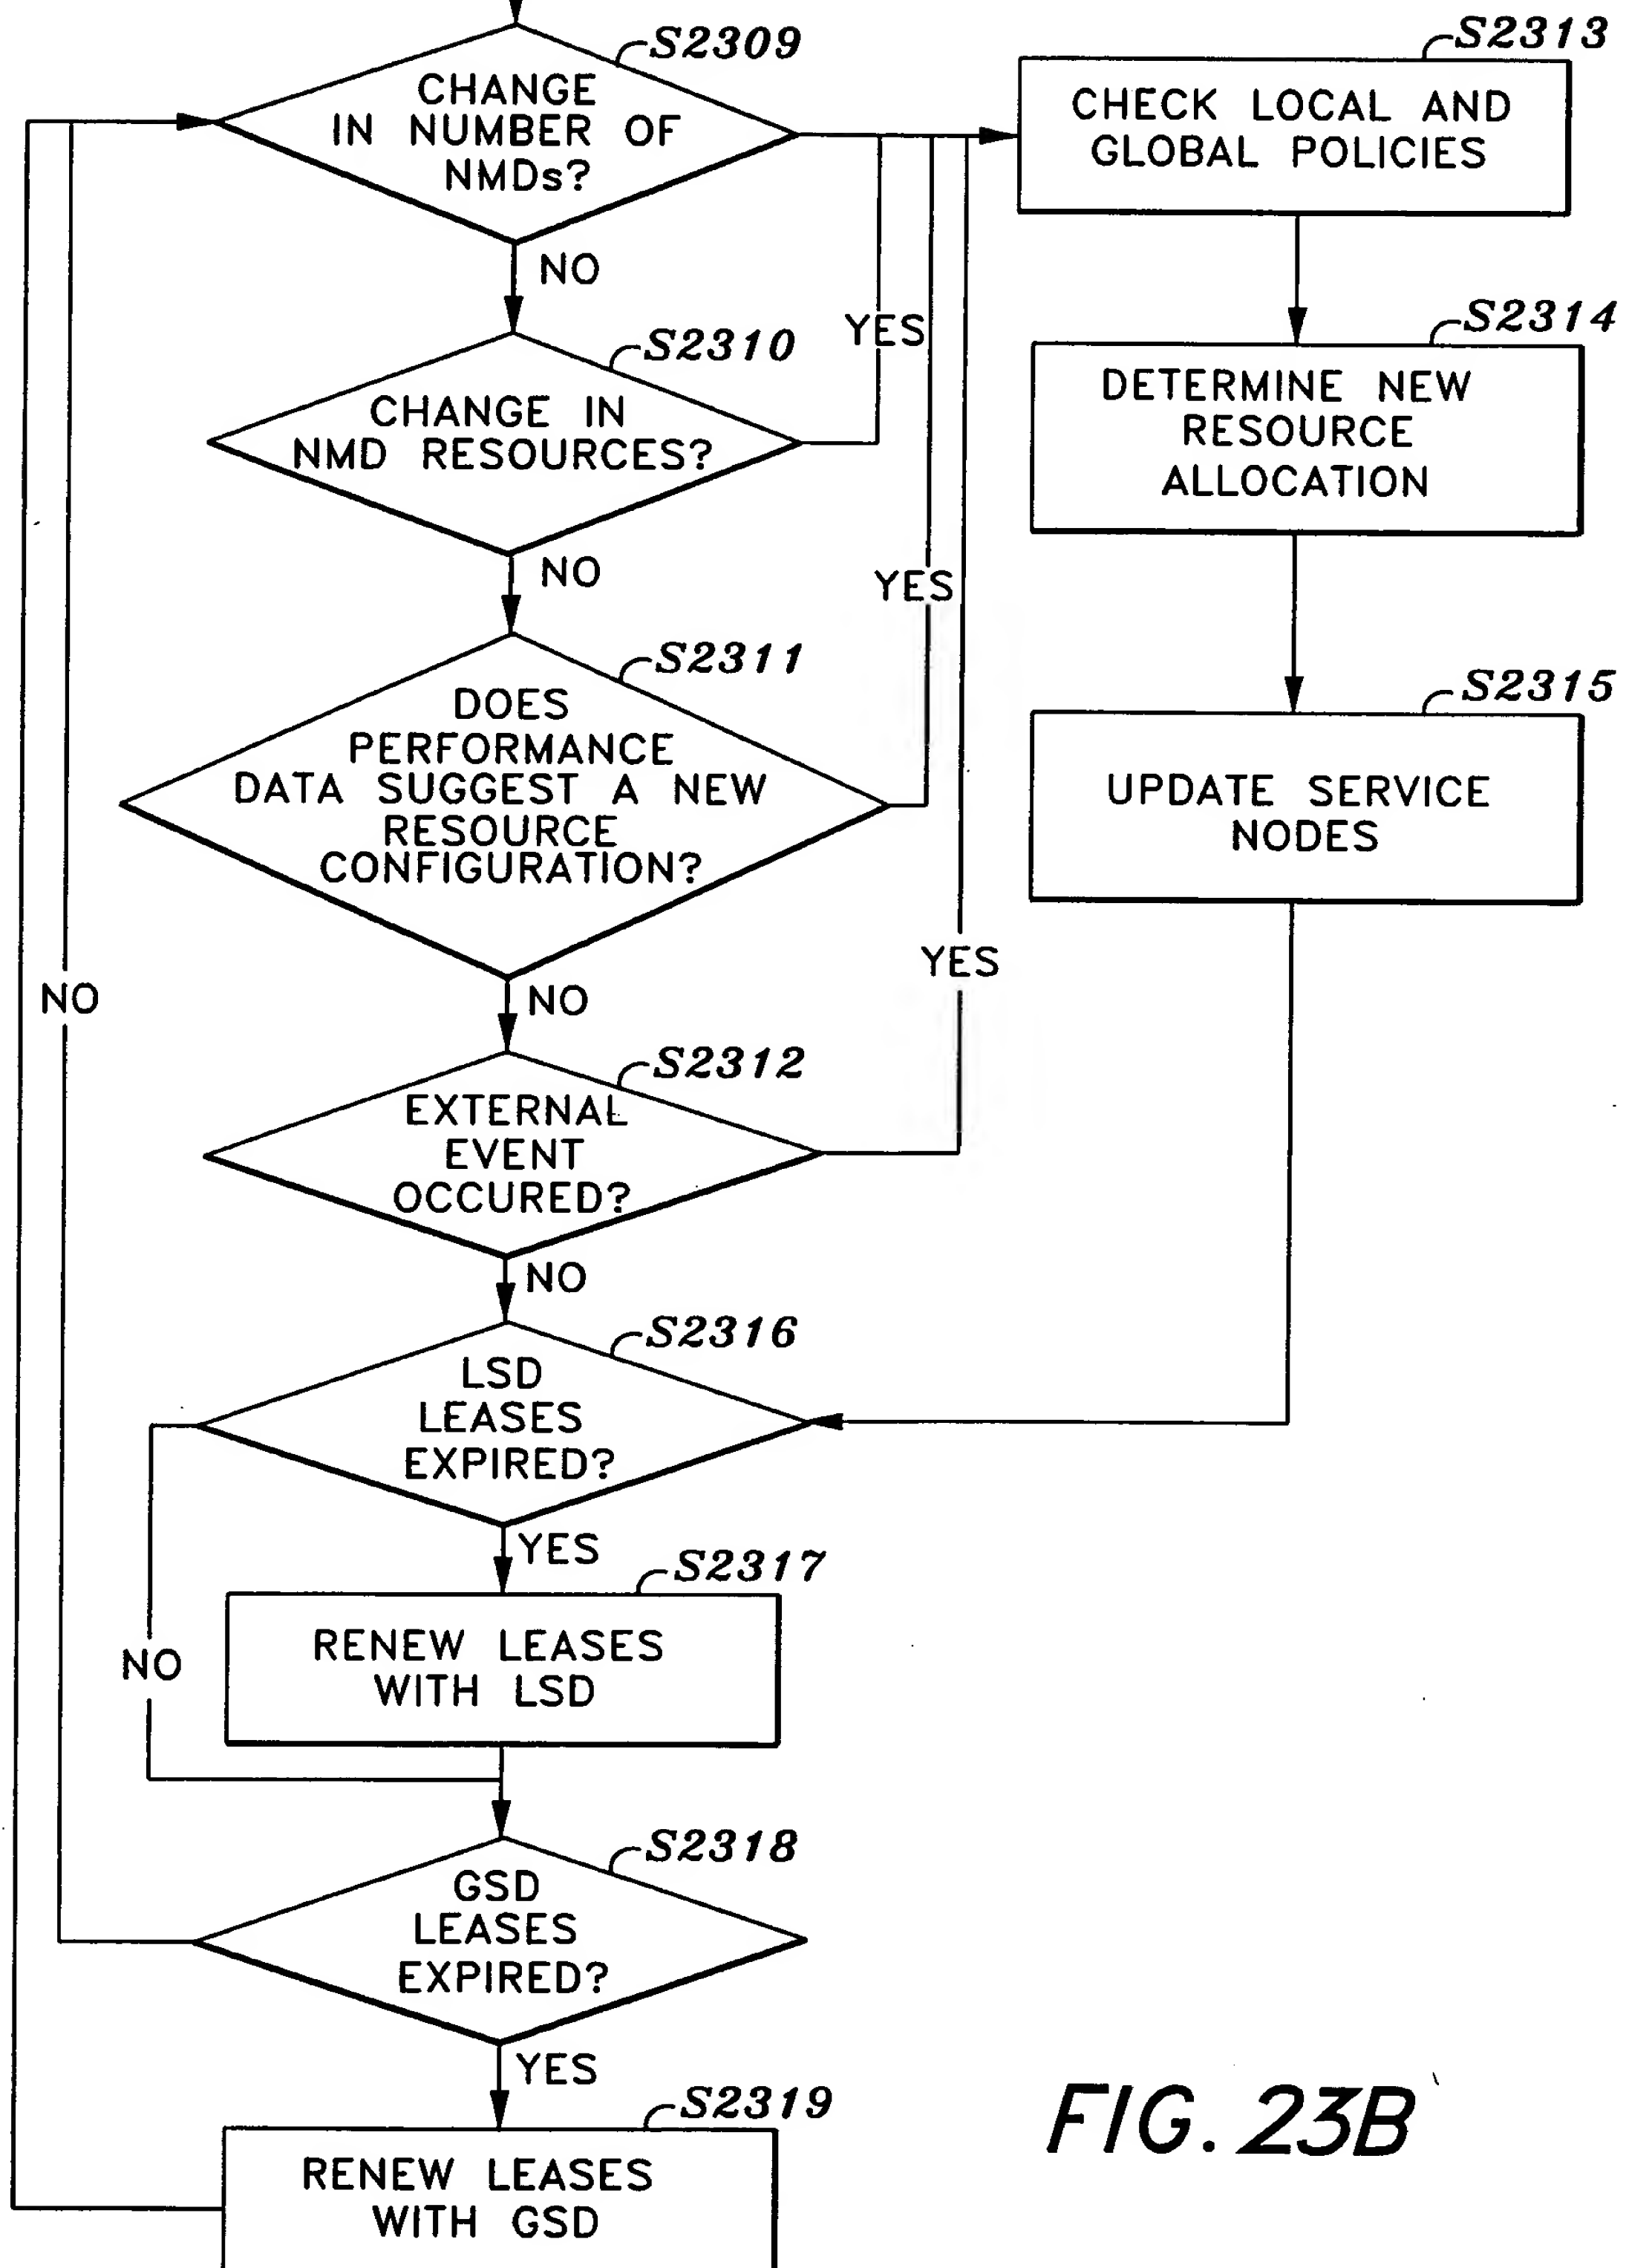 S2309
CHANGE
IN NUMBER OF
NMDs?
NO
S2310
CHANGE IN
NMD RESOURCES?
YES
NO
S2311
DOES
PERFORMANCE
DATA SUGGEST A NEW
RESOURCE
CONFIGURATION?
YES
NO
S2312
EXTERNAL
EVENT
OCCURED?
YES
NO
S2313
CHECK LOCAL AND
GLOBAL POLICIES
S2314
DETERMINE NEW
RESOURCE
ALLOCATION
S2315
UPDATE SERVICE
NODES
S2316
LSD
LEASES
EXPIRED?
NO
YES
S2317
RENEW LEASES
WITH LSD
S2318
GSD
LEASES
EXPIRED?
NO
YES
S2319
RENEW LEASES
WITH GSD
FIG. 23B